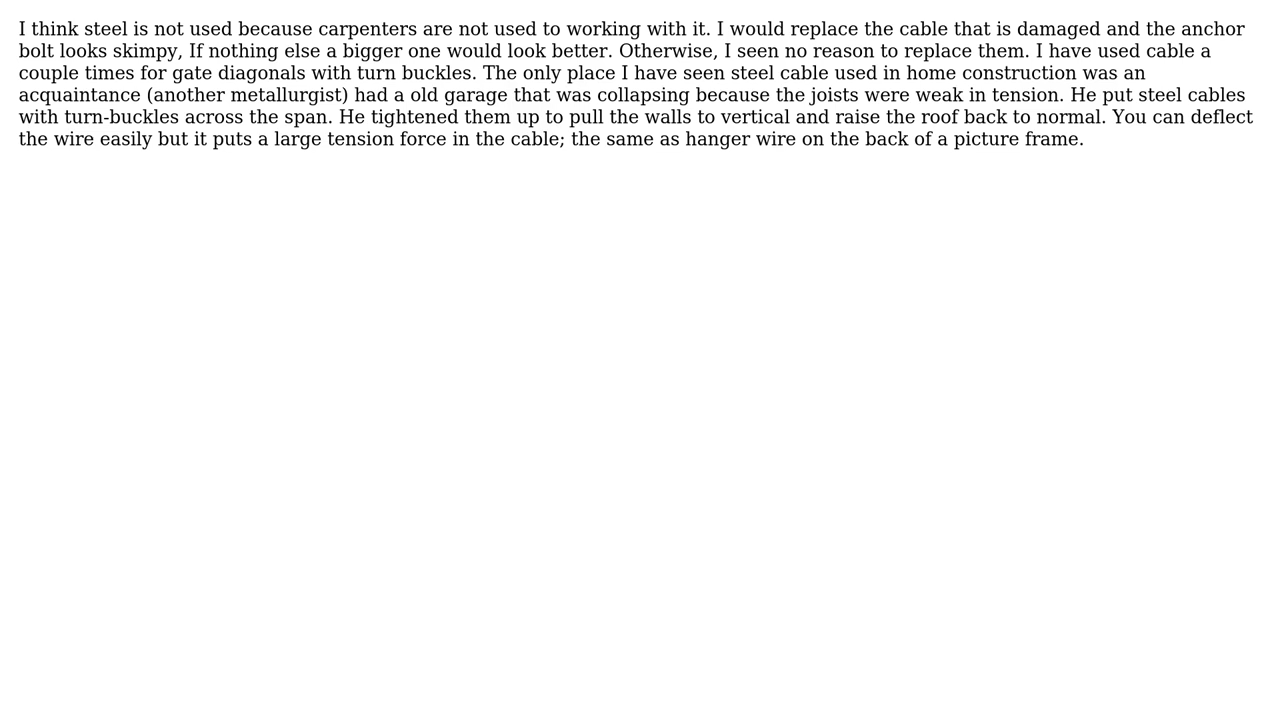 I think steel is not used because carpenters are not used to working with it. I would replace the cable that is damaged and the anchor
bolt looks skimpy, If nothing else a bigger one would look better. Otherwise, I seen no reason to replace them. I have used cable a
couple times for gate diagonals with turn buckles. The only place I have seen steel cable used in home construction was an
acquaintance (another metallurgist) had a old garage that was collapsing because the joists were weak in tension. He put steel cables
with turn-buckles across the span. He tightened them up to pull the walls to vertical and raise the roof back to normal. You can deflect
the wire easily but it puts a large tension force in the cable; the same as hanger wire on the back of a picture frame.